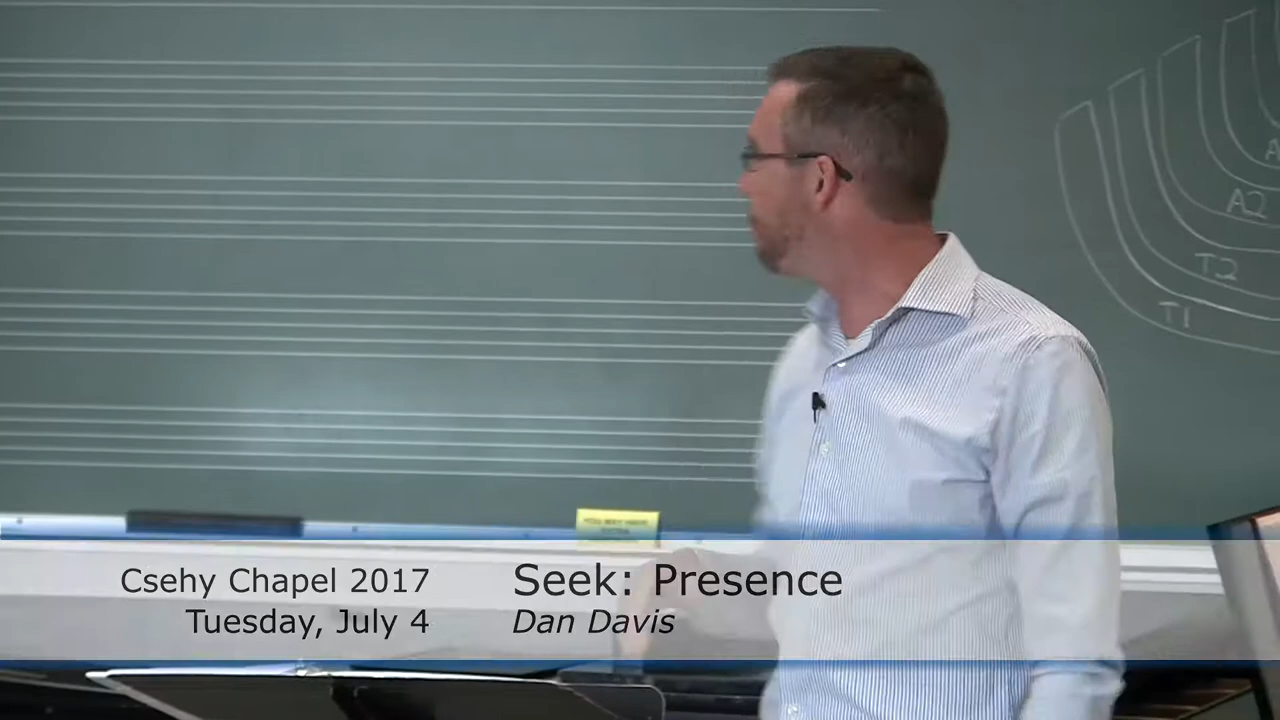 A2
T2
T1
Csehy Chapel 2017
Tuesday, July 4
Seek: Presence
Dan Davis